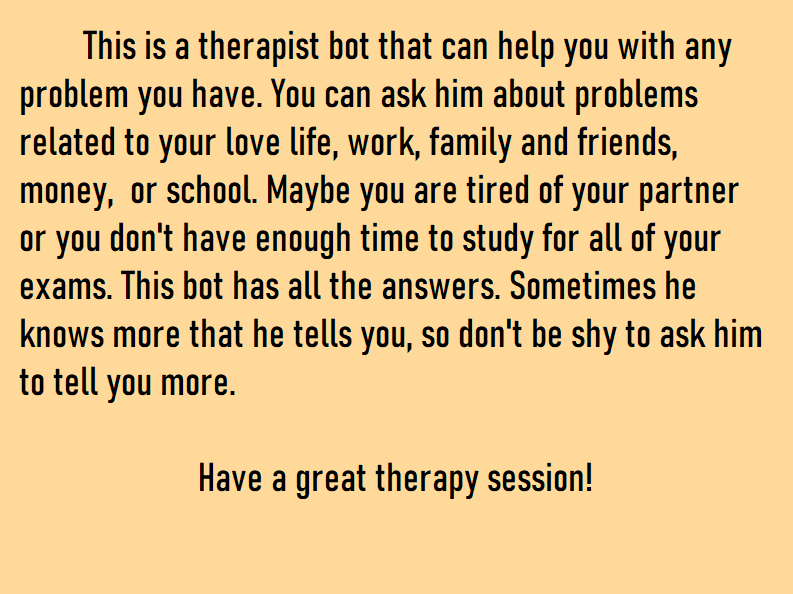 This is a therapist bot that can help you with any
problem you have. You can ask him about problems
related to your love life, work, family and friends,
money,  or school. Maybe you are tired of your partner
or you don't have enough time to study for all of your
exams. This bot has all the answers. Sometimes he
knows more that he tells you, so don't be shy to ask him
to tell you more.
Have a great therapy session!